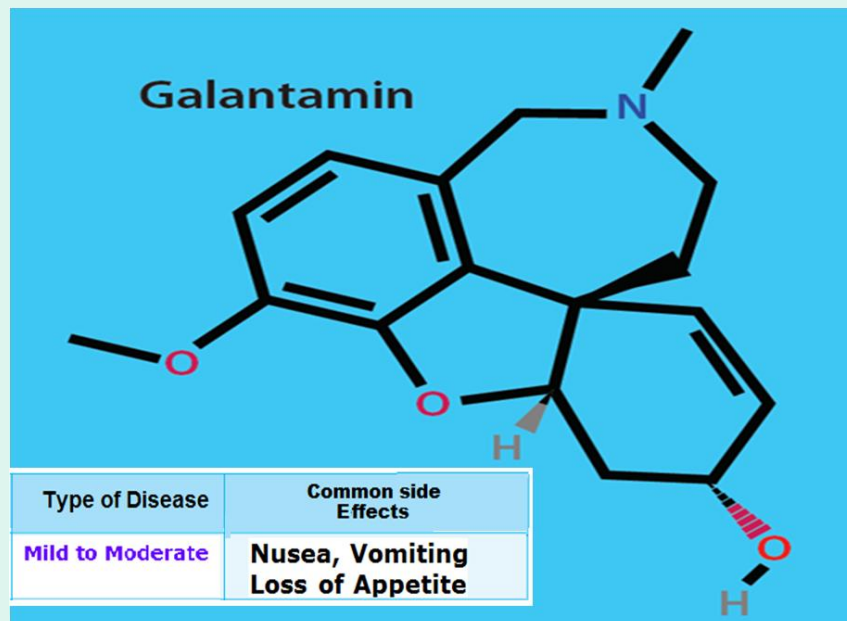 Galantamin
N
O
O
H
O
H
Type of Disease
Common side
Effects
Mild to Moderate
Nusea, Vomiting
Loss of Appetite